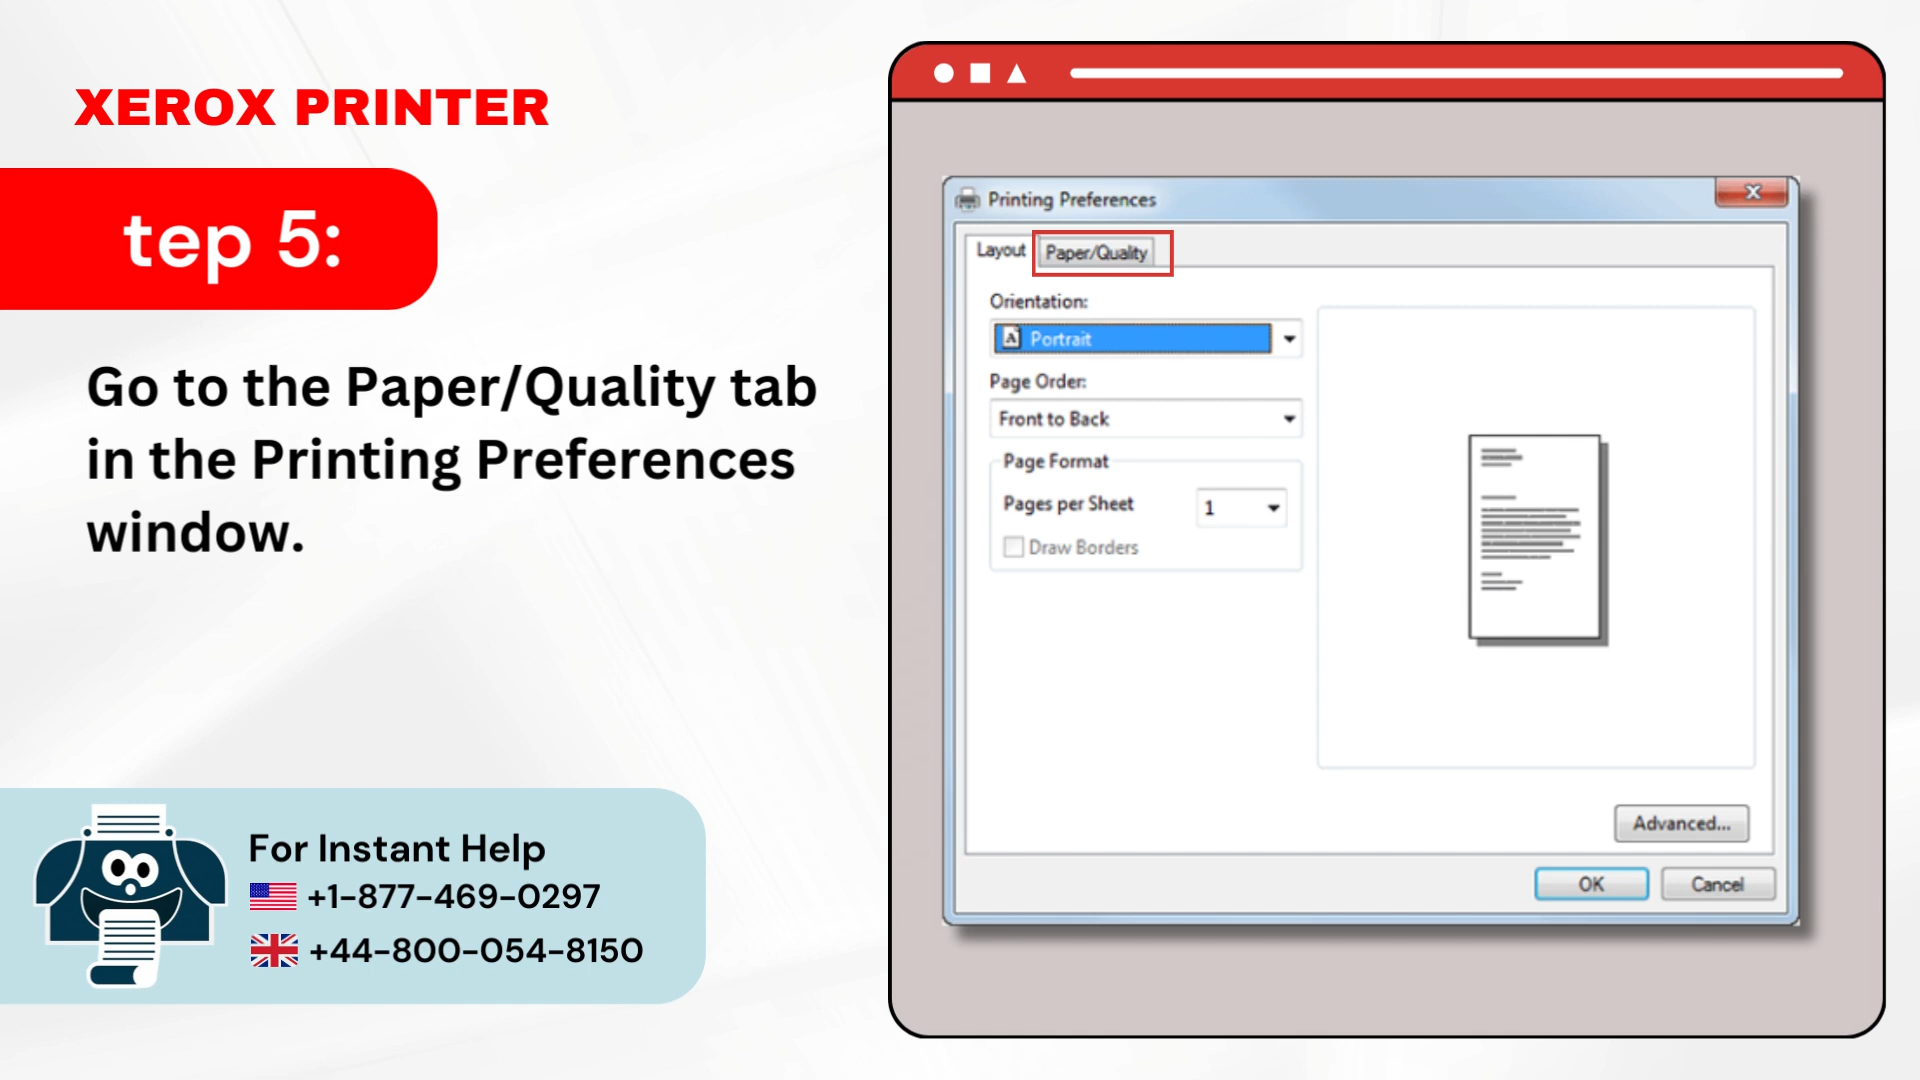 XEROX PRINTER
tep 5:
Go to the Paper/Quality tab
in the Printing Preferences
window.
For Instant Help
+1-877-469-0297
+44-800-054-8150
Printing Preferences
Layout
Paper/Quality
Orientation:
A Portrait
Page Order:
Front to Back
Page Format
Pages per Sheet 1
Draw Borders
Advanced...
OK
Cancel